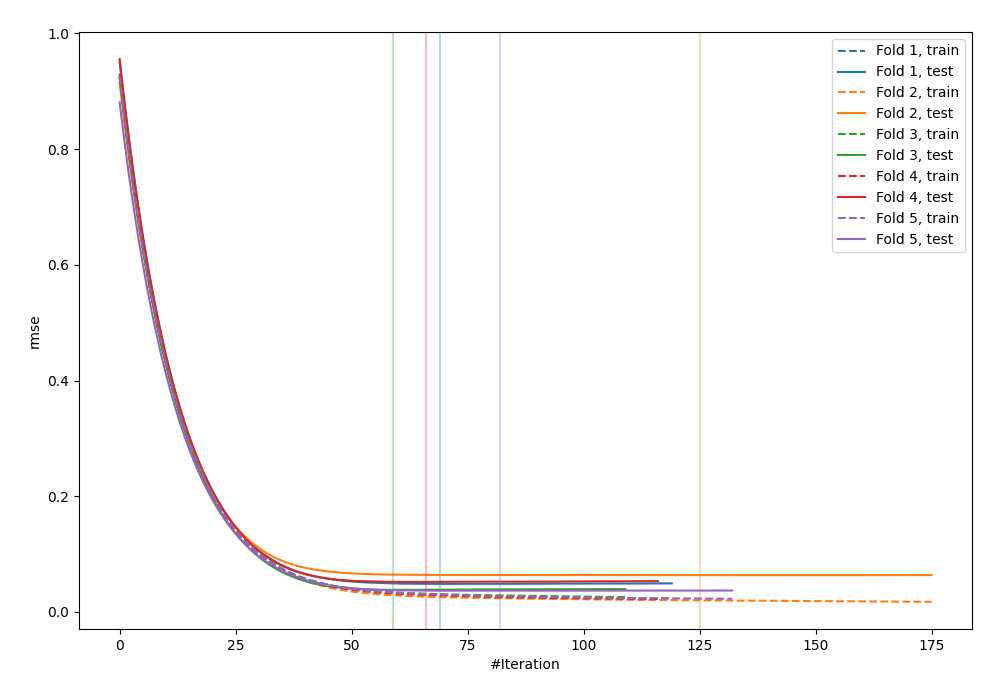 1.0
0.8
0.6
0.4
0.2
0.0
rmse
0 25 50 75 100 125 150 175
#Iteration
Fold 1, train
Fold 1, test
Fold 2, train
Fold 2, test
Fold 3, train
Fold 3, test
Fold 4, train
Fold 4, test
Fold 5, train
Fold 5, test